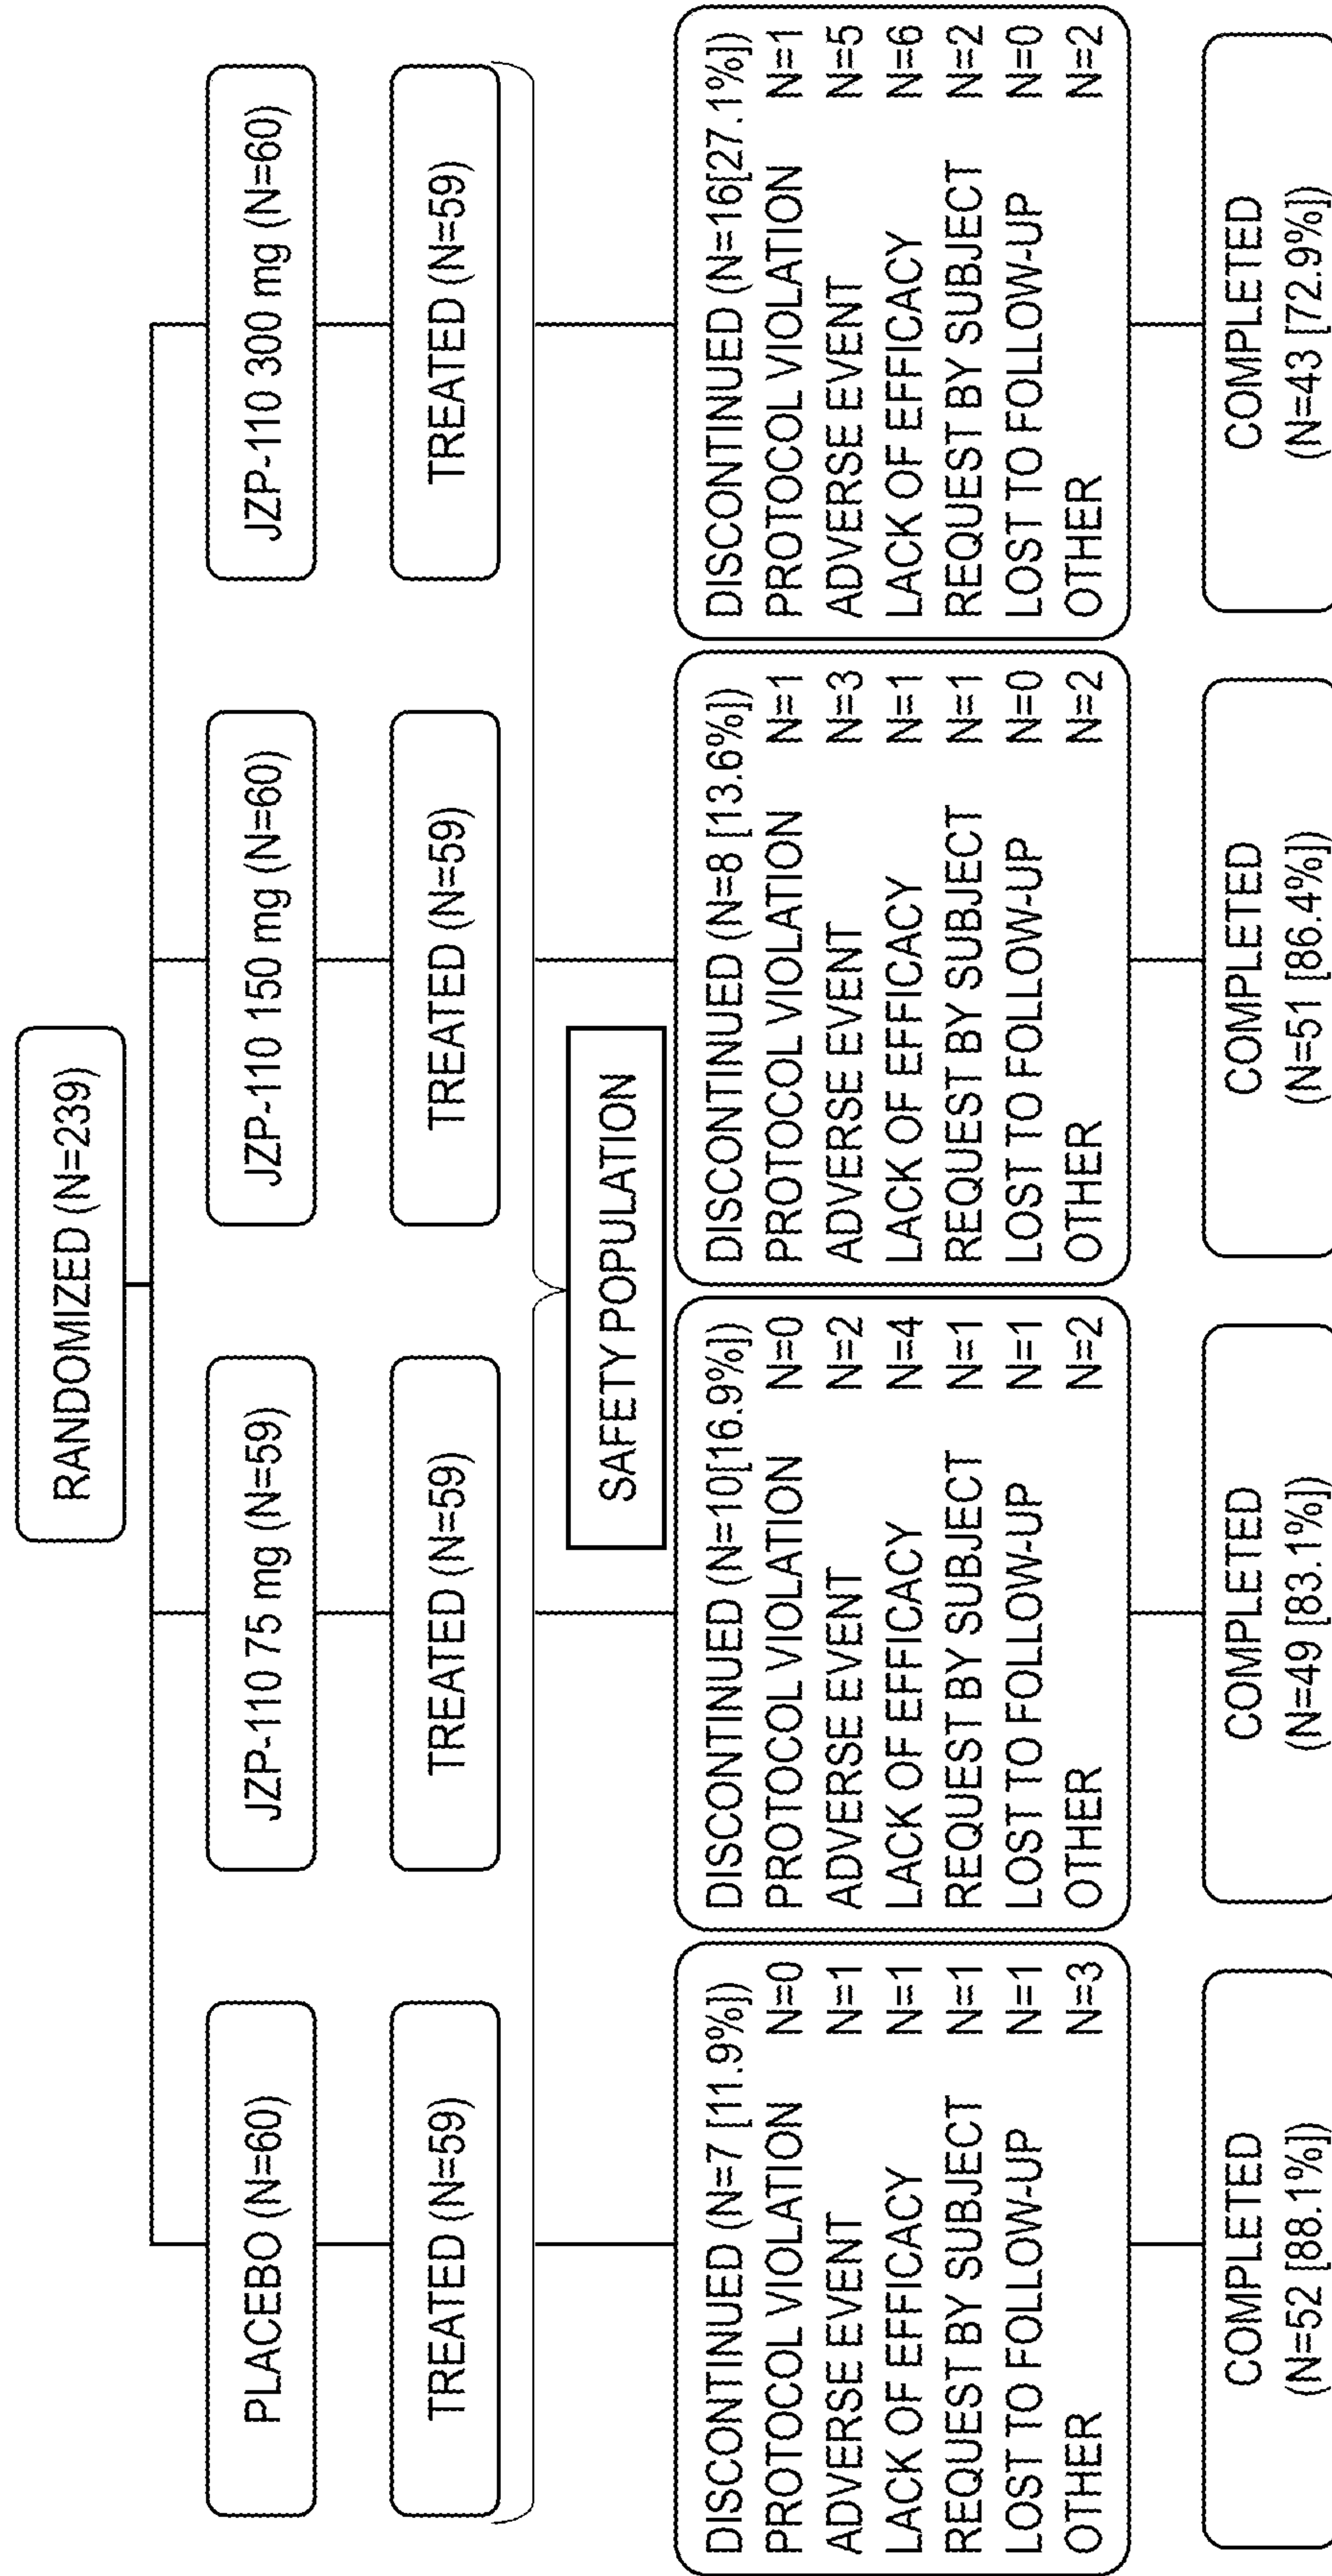 RANDOMIZED (N=239)
PLACEBO (N=60)
JZP-110 75 mg (N=59)
JZP-110 150 mg (N=60)
JZP-110 300 mg (N=60)
TREATED (N=59)
TREATED (N=59)
TREATED (N=59)
TREATED (N=59)
SAFETY POPULATION
DISCONTINUED (N=7 [11.9%])
PROTOCOL VIOLATION N=0
ADVERSE EVENT N=1
LACK OF EFFICACY N=1
REQUEST BY SUBJECT N=1
LOST TO FOLLOW-UP N=1
OTHER N=3
DISCONTINUED (N=10[16.9%])
PROTOCOL VIOLATION N=0
ADVERSE EVENT N=2
LACK OF EFFICACY N=4
REQUEST BY SUBJECT N=1
LOST TO FOLLOW-UP N=1
OTHER N=2
DISCONTINUED (N=8 [13.6%])
PROTOCOL VIOLATION N=1
ADVERSE EVENT N=3
LACK OF EFFICACY N=1
REQUEST BY SUBJECT N=1
LOST TO FOLLOW-UP N=0
OTHER N=2
DISCONTINUED (N=16[27.1%])
PROTOCOL VIOLATION N=1
ADVERSE EVENT N=5
LACK OF EFFICACY N=6
REQUEST BY SUBJECT N=2
LOST TO FOLLOW-UP N=0
OTHER N=2
COMPLETED
(N=52 [88.1%])
COMPLETED
(N=49 [83.1%])
COMPLETED
(N=51 [86.4%])
COMPLETED
(N=43 [72.9%])